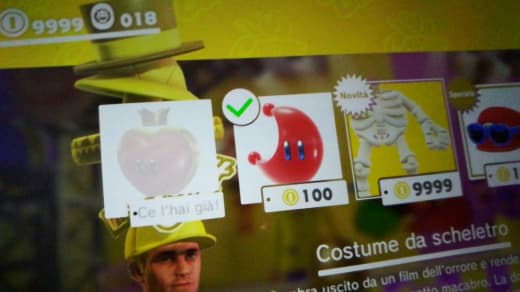 9999 018
Novità
Speciale
Ce l'hai già!
100
9999
1
Costume da scheletro
uscito da un film dell'orrore e rende
macabro. La